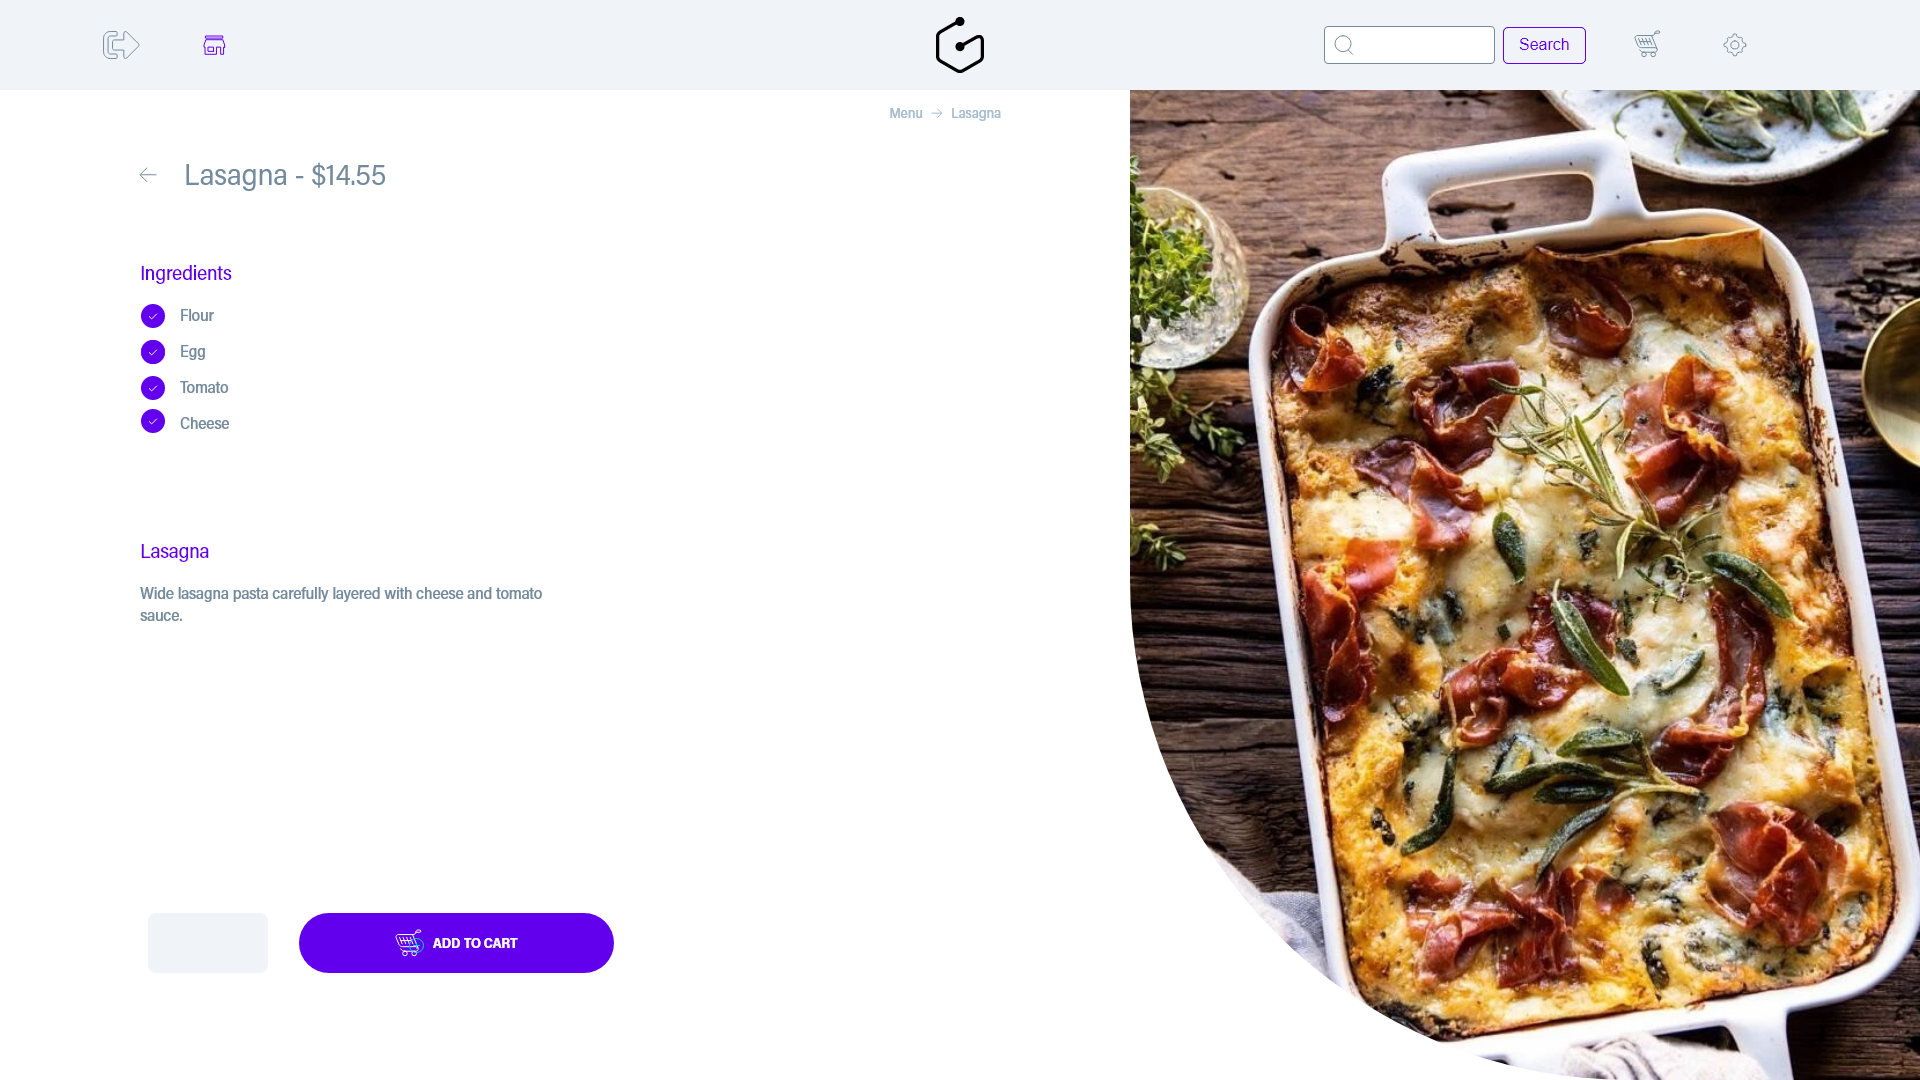 Search
Menu
Lasagna
Lasagna - $14.55
Ingredients
Flour
Egg
Tomato
Cheese
Lasagna
Wide lasagna pasta carefully layered with cheese and tomato
sauce.
ADD TO CART